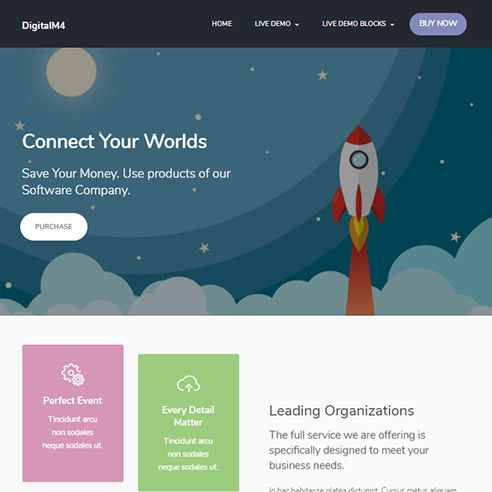 DigitalM4
HOME LIVE DEMO LIVE DEMO BLOCKS BUY NOW
Connect Your Worlds
Save Your Money. Use products of our
Software Company.
PURCHASE
Perfect Event
Tincidunt arcu
non sodales
neque sodales ut.
Every Detail
Matter
Tincidunt arcu
non sodales
neque sodales ut.
Leading Organizations
The full service we are offering is
specifically designed to meet your
business needs.
In hac habitasse platea dictumst. Cursus metus aliquam